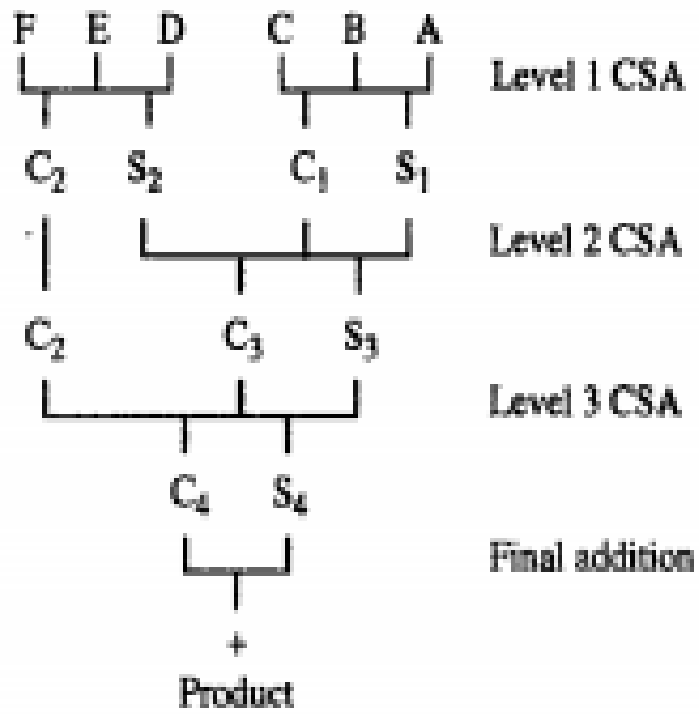 F E D C B A
Level 1 CSA
C₂ S₂ C₁ S₁
Level 2 CSA
C₂ C₃ S₃
Level 3 CSA
C₄ S₄
Final addition
+
Product